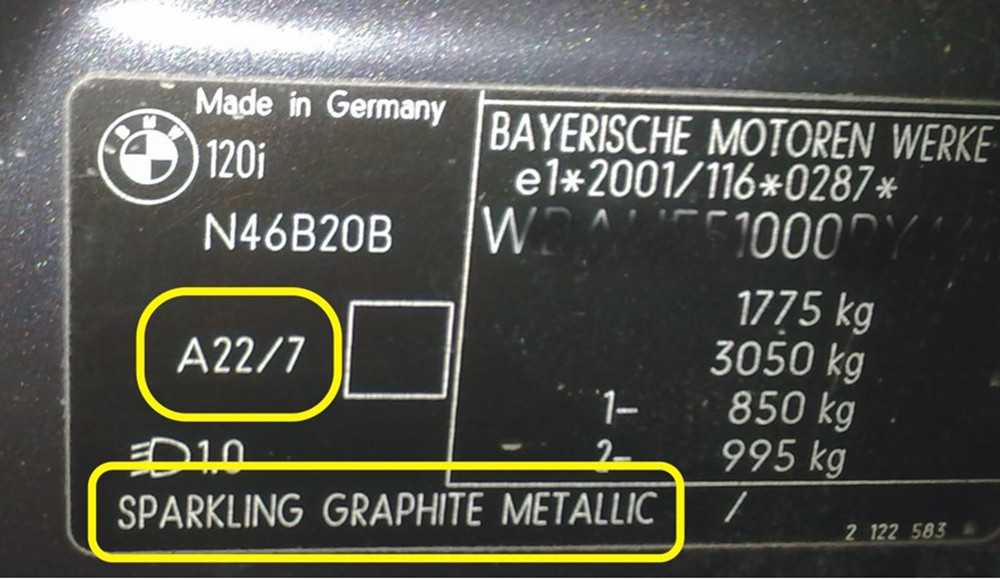 Made in Germany
BMW
120i
N46B20B
A22/7
1.0
SPARKLING GRAPHITE METALLIC /
BAYERISCHE MOTOREN WERKE
e1*2001/116*0287*
1775 kg
3050 kg
1- 850 kg
2- 995 kg
2 122 583